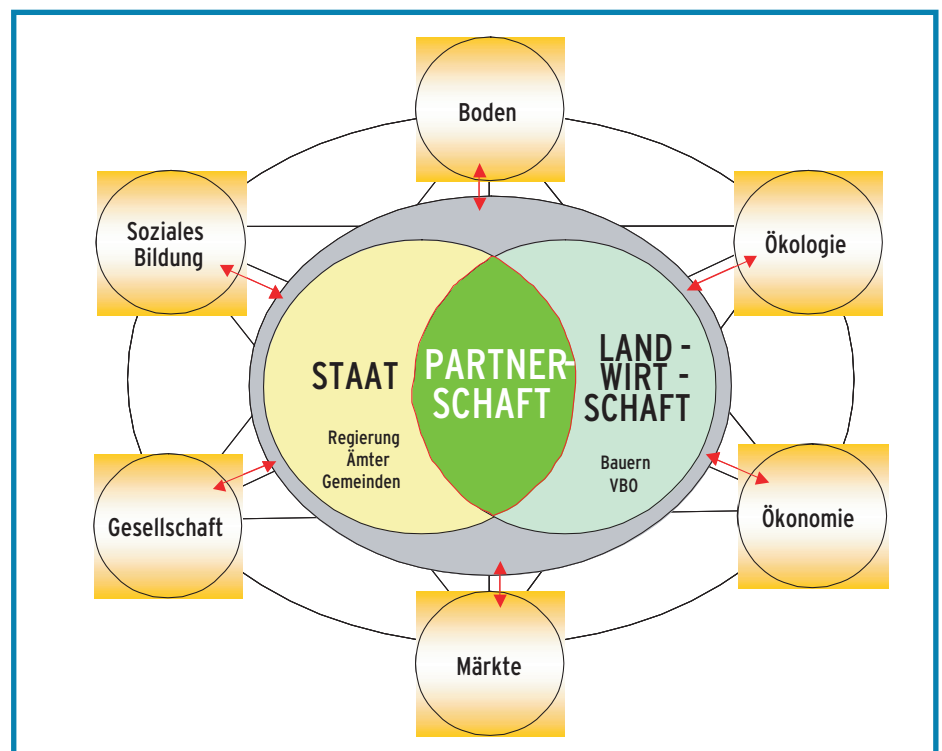 Boden
Soziales
Bildung
Ökologie
STAAT
Regierung
Ämter
Gemeinden
PARTNER-
SCHAFT
LAND -
WIRT -
SCHAFT
Bauern
VBO
Gesellschaft
Ökonomie
Märkte